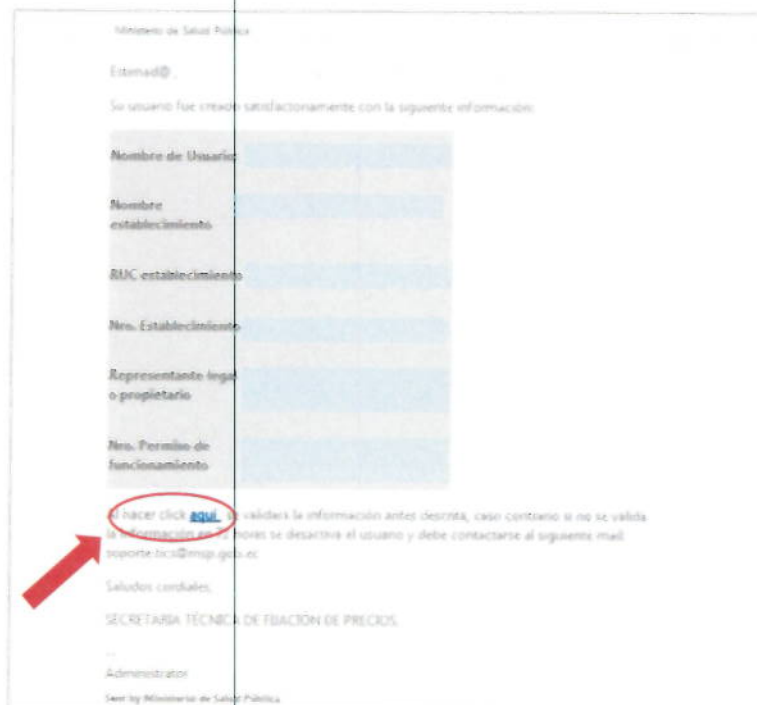 Ministerio de Salud Pública
Estimad@ ,
Su usuario fue creado satisfactoriamente con la siguiente información:
Nombre de Usuario
Nombre
establecimiento
RUC establecimiento
Nro. Establecimiento
Representante legal
o propietario
Nro. Permiso de
funcionamiento
Al hacer click aquí , se validara la información antes descrita, caso contrario si no se valida
la información en 72 horas se desactiva el usuario y debe contactarse al siguiente mail:
soporte.tics@msp.gob.ec
Saludos cordiales,
SECRETARÍA TÉCNICA DE FIJACIÓN DE PRECIOS.
--
Administrator
Sent by Ministerio de Salud Pública